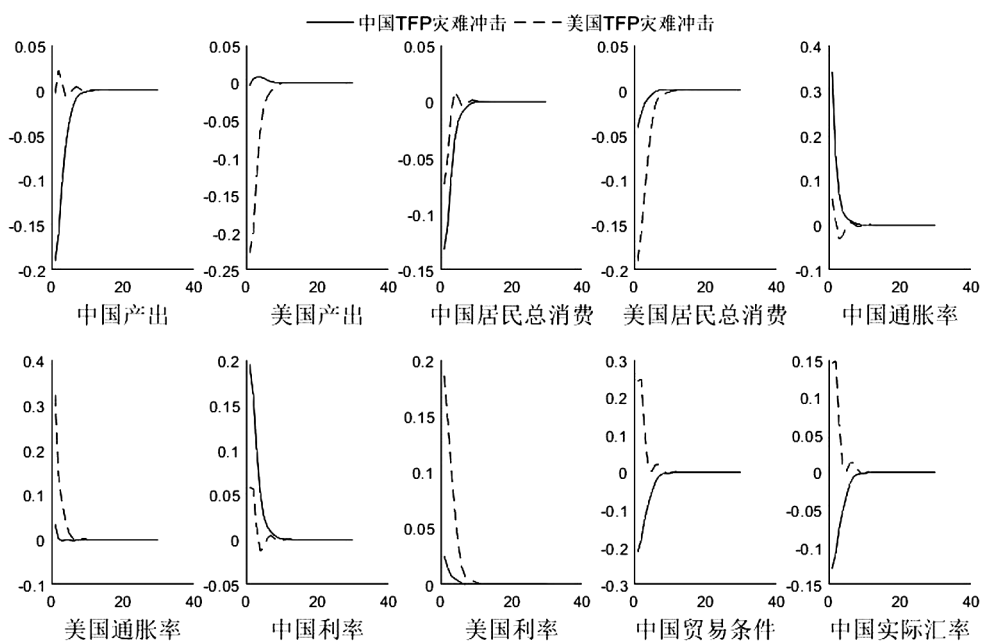 中国TFP灾难冲击 美国TFP灾难冲击
0.05 0.05 0.05 0.05 0.4
0 0 0 0 0.3
-0.05 -0.05 -0.05 -0.05 0.2
-0.1 -0.1 -0.1 -0.1 0.1
-0.15 -0.15 -0.15 0
-0.2 -0.2 -0.2 -0.1
-0.25 -0.15
0 20 40 0 20 40 0 20 40 0 20 40 0 20 40
中国产出 美国产出 中国居民总消费 美国居民总消费 中国通胀率
0.4 0.2 0.2 0.3 0.15
0.3 0.15 0.15 0.2 0.1
0.2 0.1 0.1 0.1 0.05
0.1 0.05 0.05 0 0
0 0 0 -0.1 -0.05
-0.1 -0.05 -0.2 -0.1
-0.3 -0.15
0 20 40 0 20 40 0 20 40 0 20 40 0 20 40
美国通胀率 中国利率 美国利率 中国贸易条件 中国实际汇率